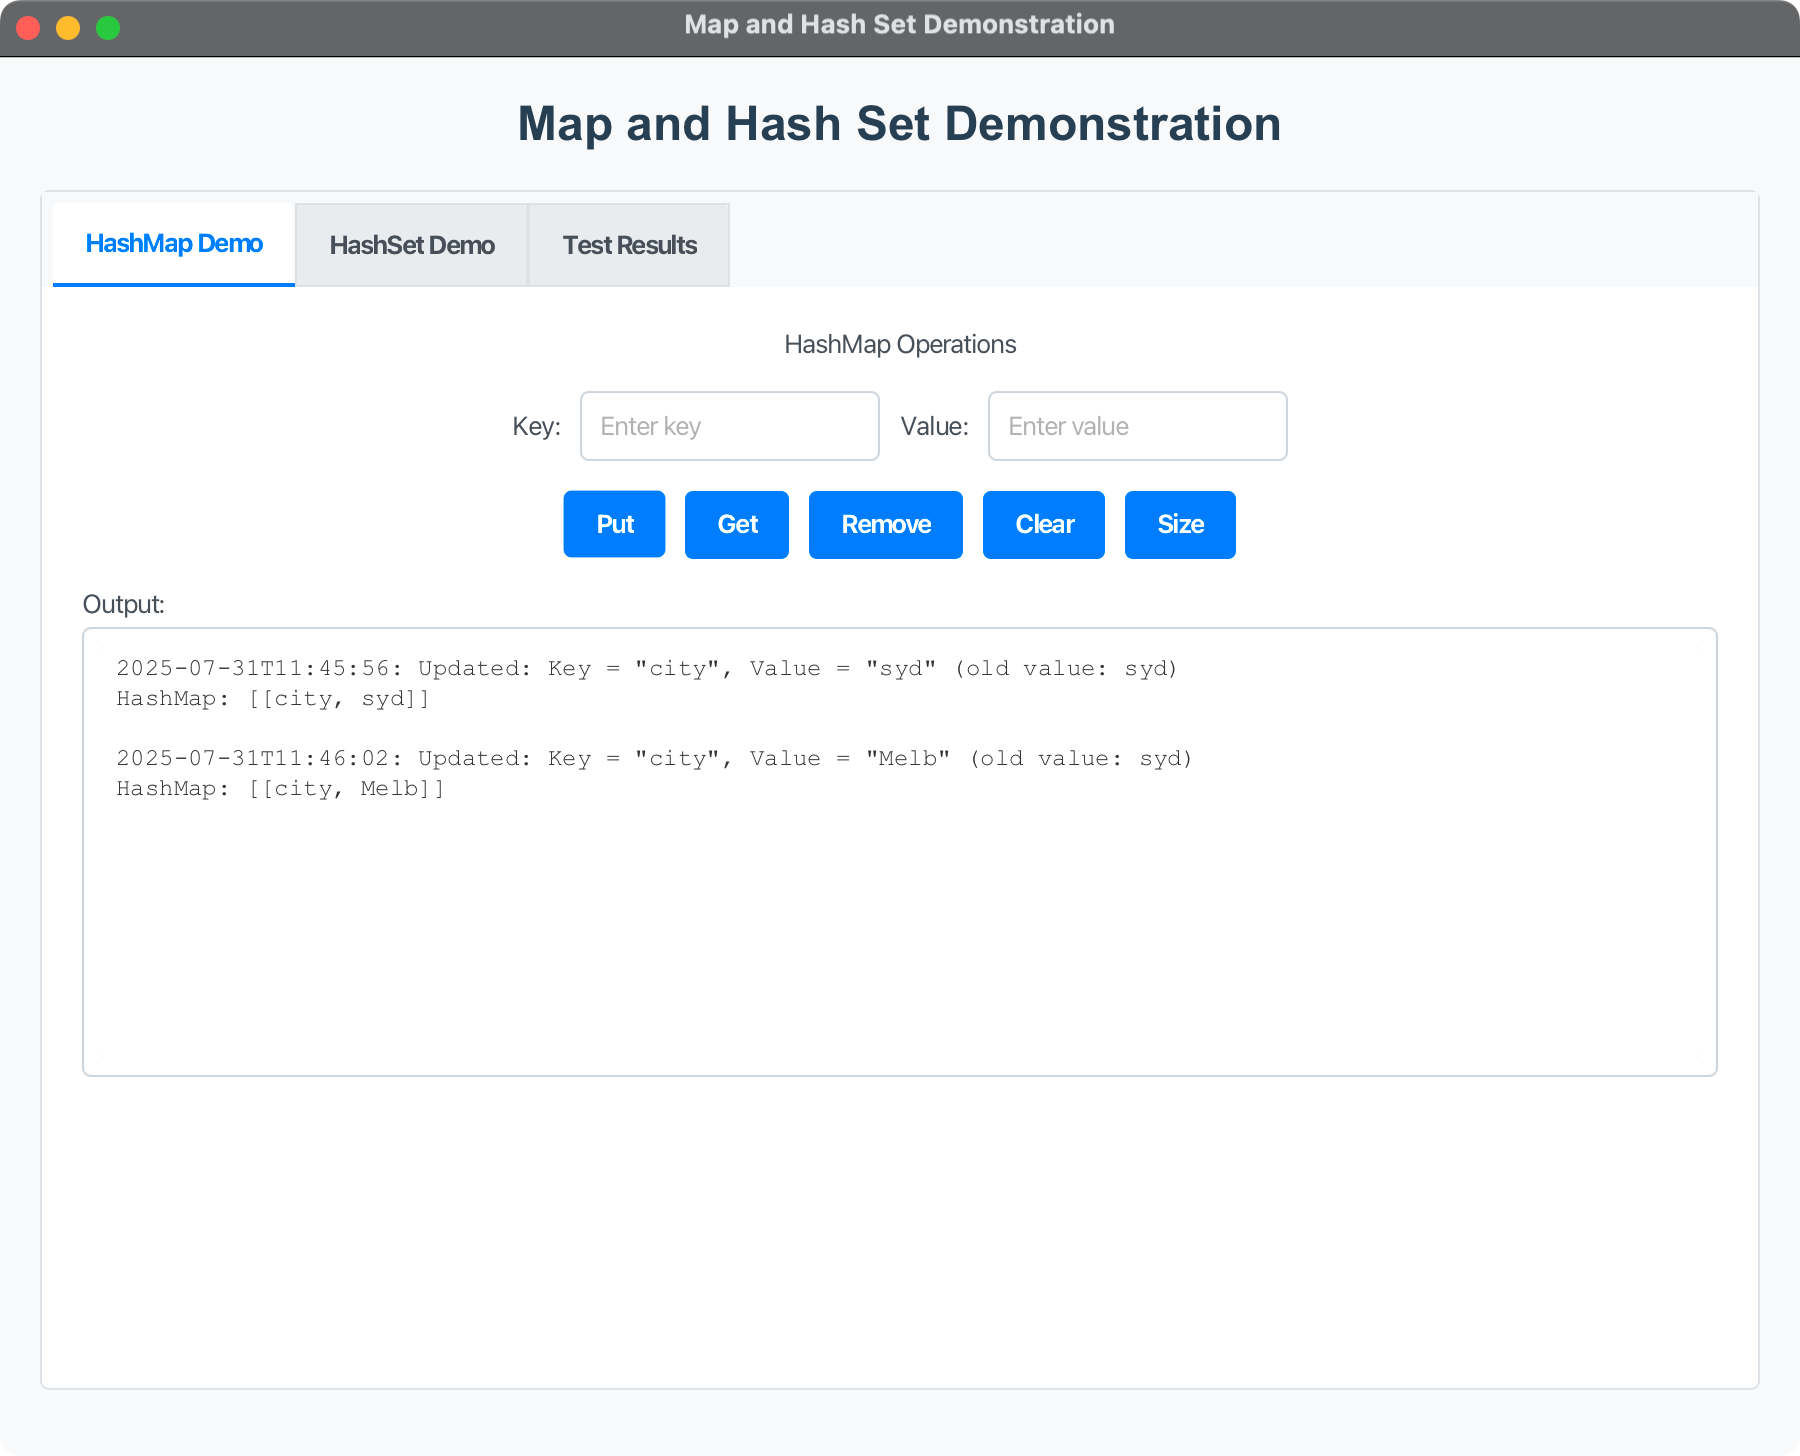 Map and Hash Set Demonstration
Map and Hash Set Demonstration
HashMap Demo HashSet Demo Test Results
HashMap Operations
Key: Enter key Value: Enter value
Put Get Remove Clear Size
Output:
2025-07-31T11:45:56: Updated: Key = "city", Value = "syd" (old value: syd)
HashMap: [[city, syd]]
2025-07-31T11:46:02: Updated: Key = "city", Value = "Melb" (old value: syd)
HashMap: [[city, Melb]]